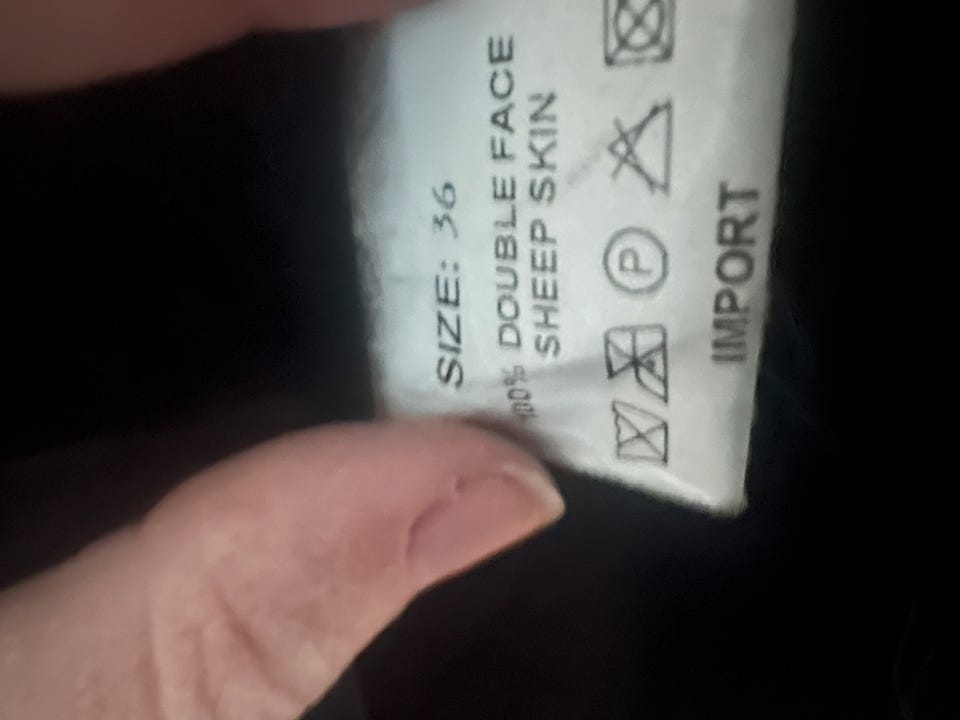 SIZE: 36
100% DOUBLE FACE
SHEEP SKIN
P
IMPORT